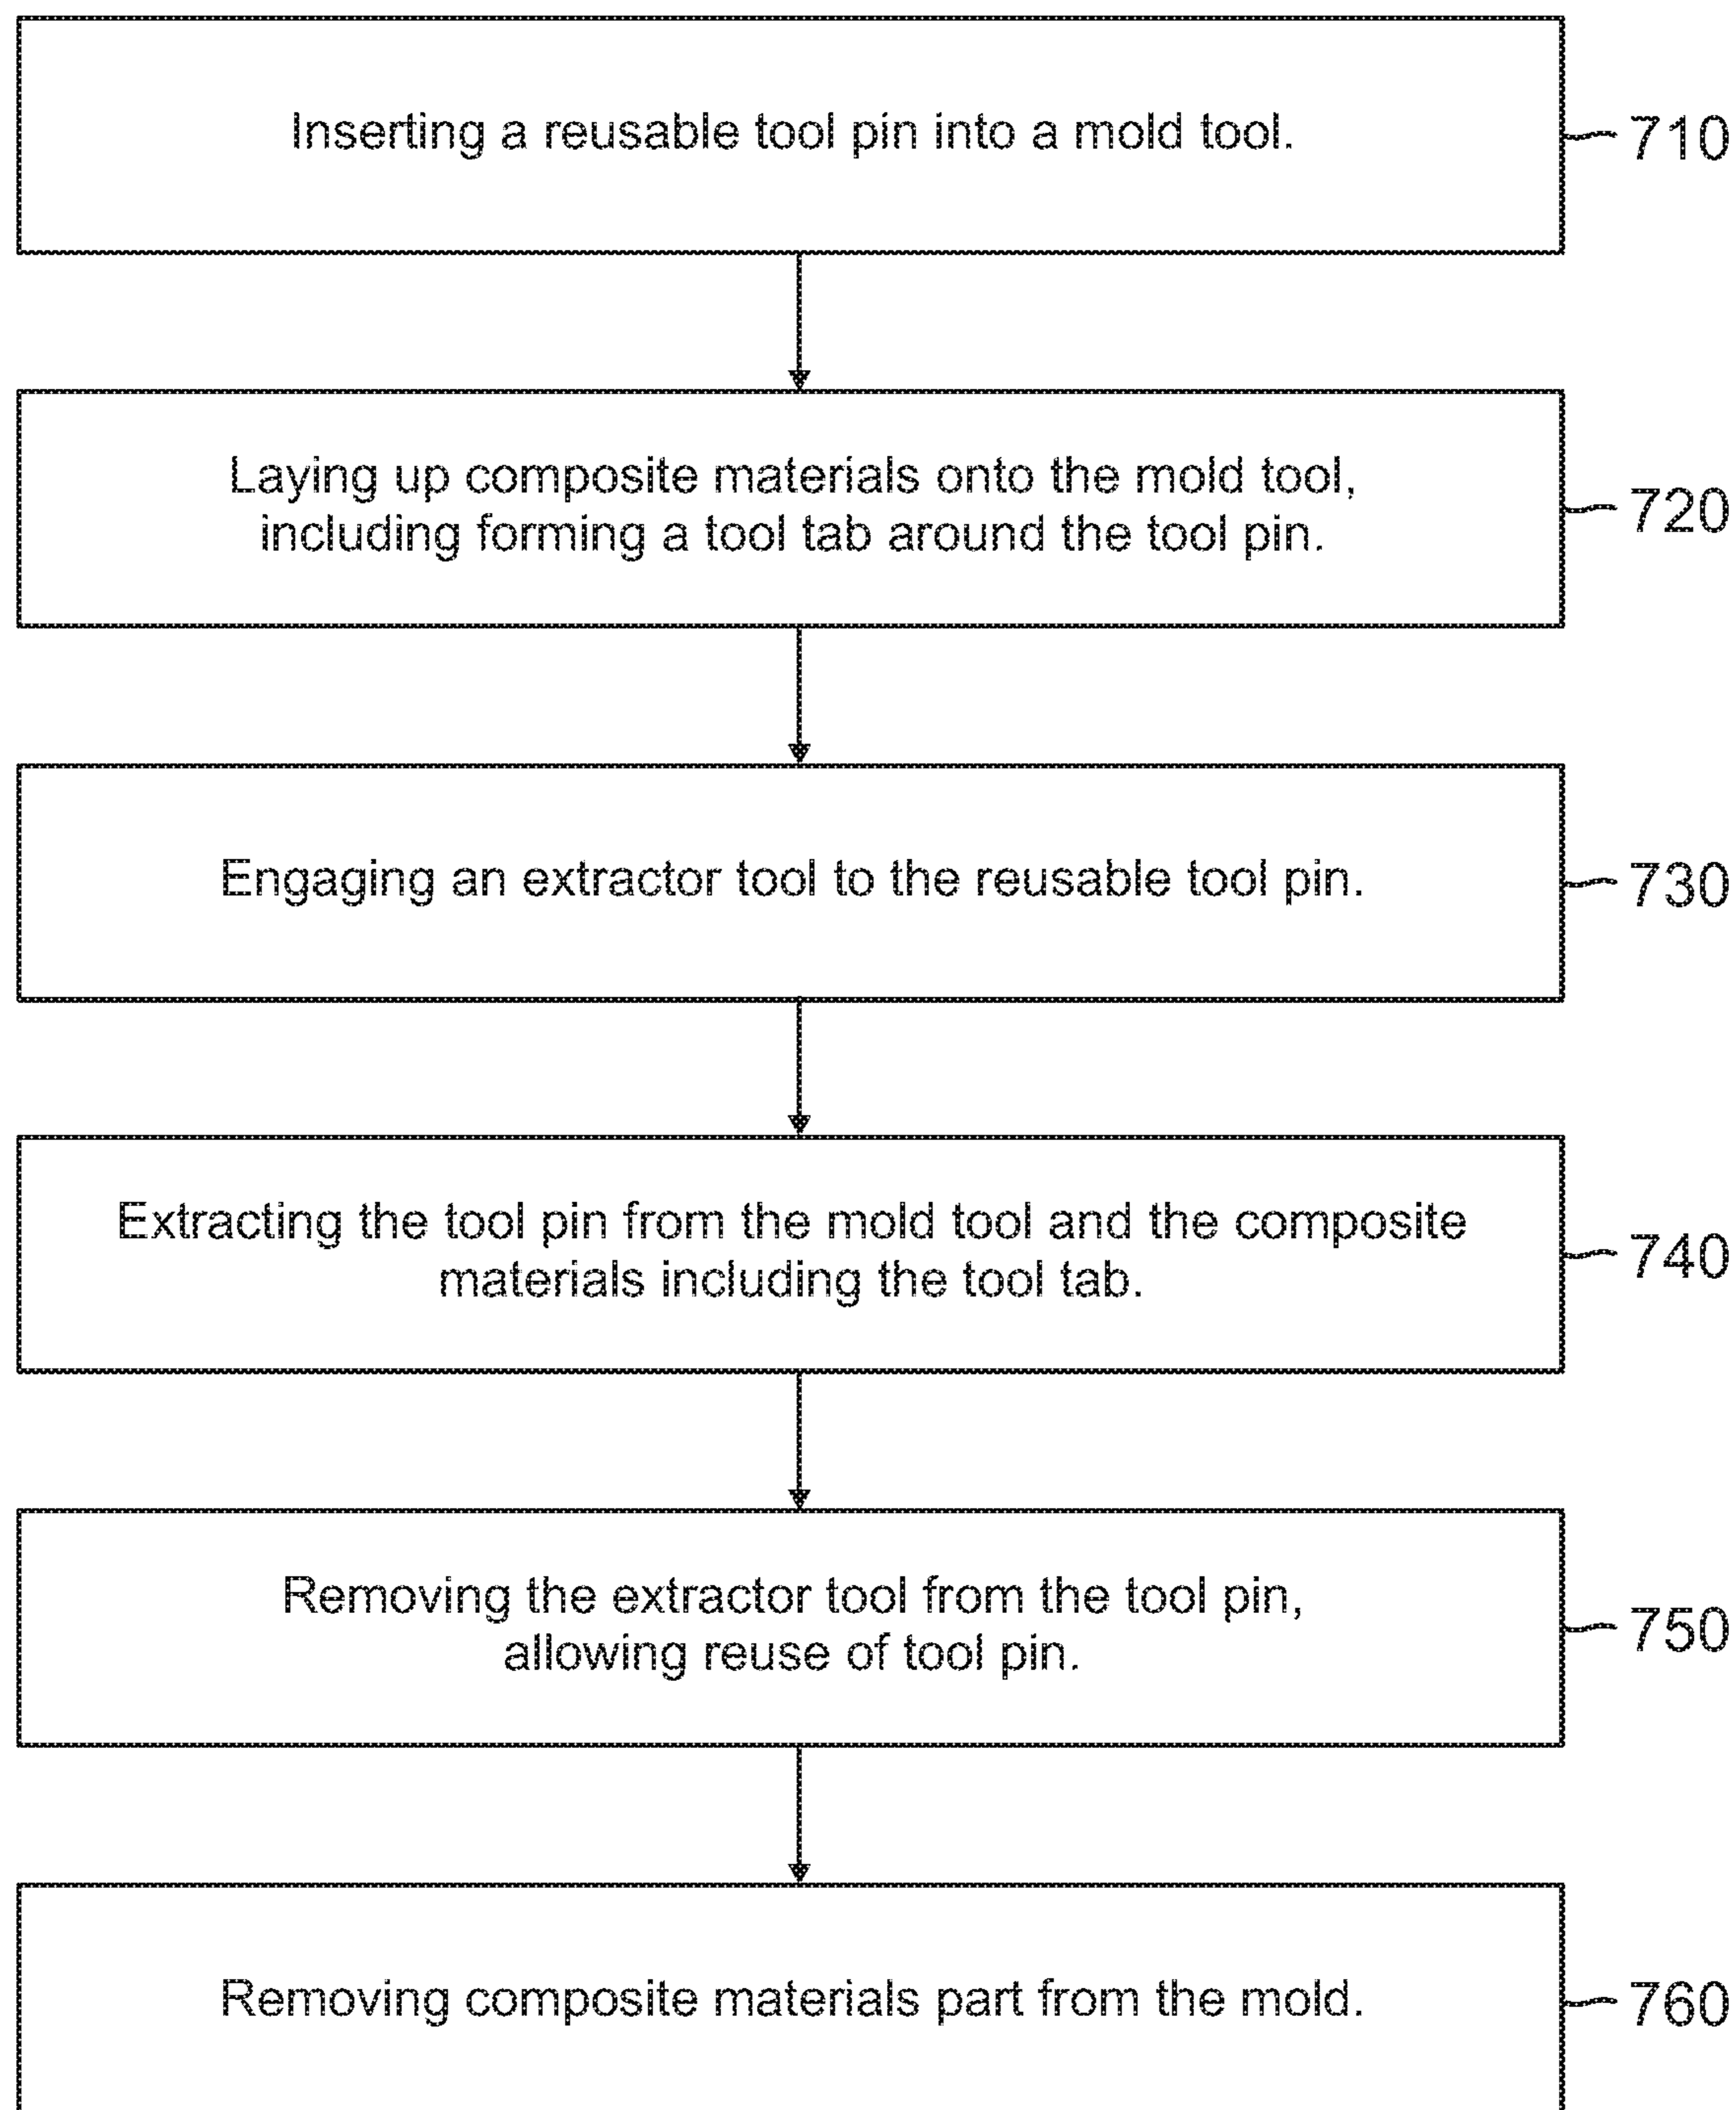 Inserting a reusable tool pin into a mold tool.
710
Laying up composite materials onto the mold tool,
including forming a tool tab around the tool pin.
720
Engaging an extractor tool to the reusable tool pin.
730
Extracting the tool pin from the mold tool and the composite
materials including the tool tab.
740
Removing the extractor tool from the tool pin,
allowing reuse of tool pin.
750
Removing composite materials part from the mold.
760